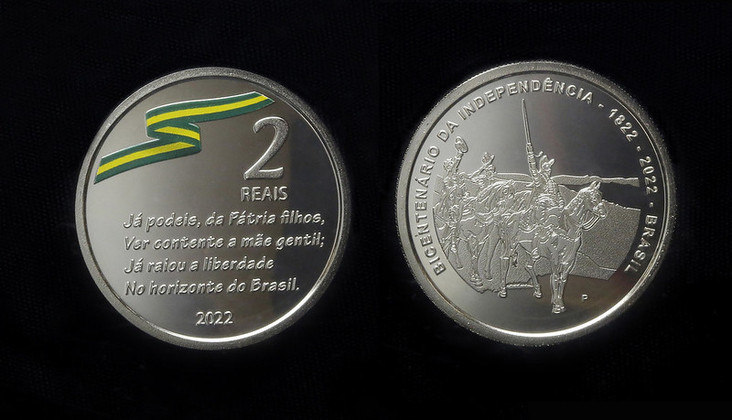 2
REAIS
Já podeis, da Pátria filhos,
Ver contente a mãe gentil;
Já raiou a liberdade
No horizonte do Brasil.
2022
BICENTENÁRIO DA INDEPENDÊNCIA - 1822 - 2022 - BRASIL
P